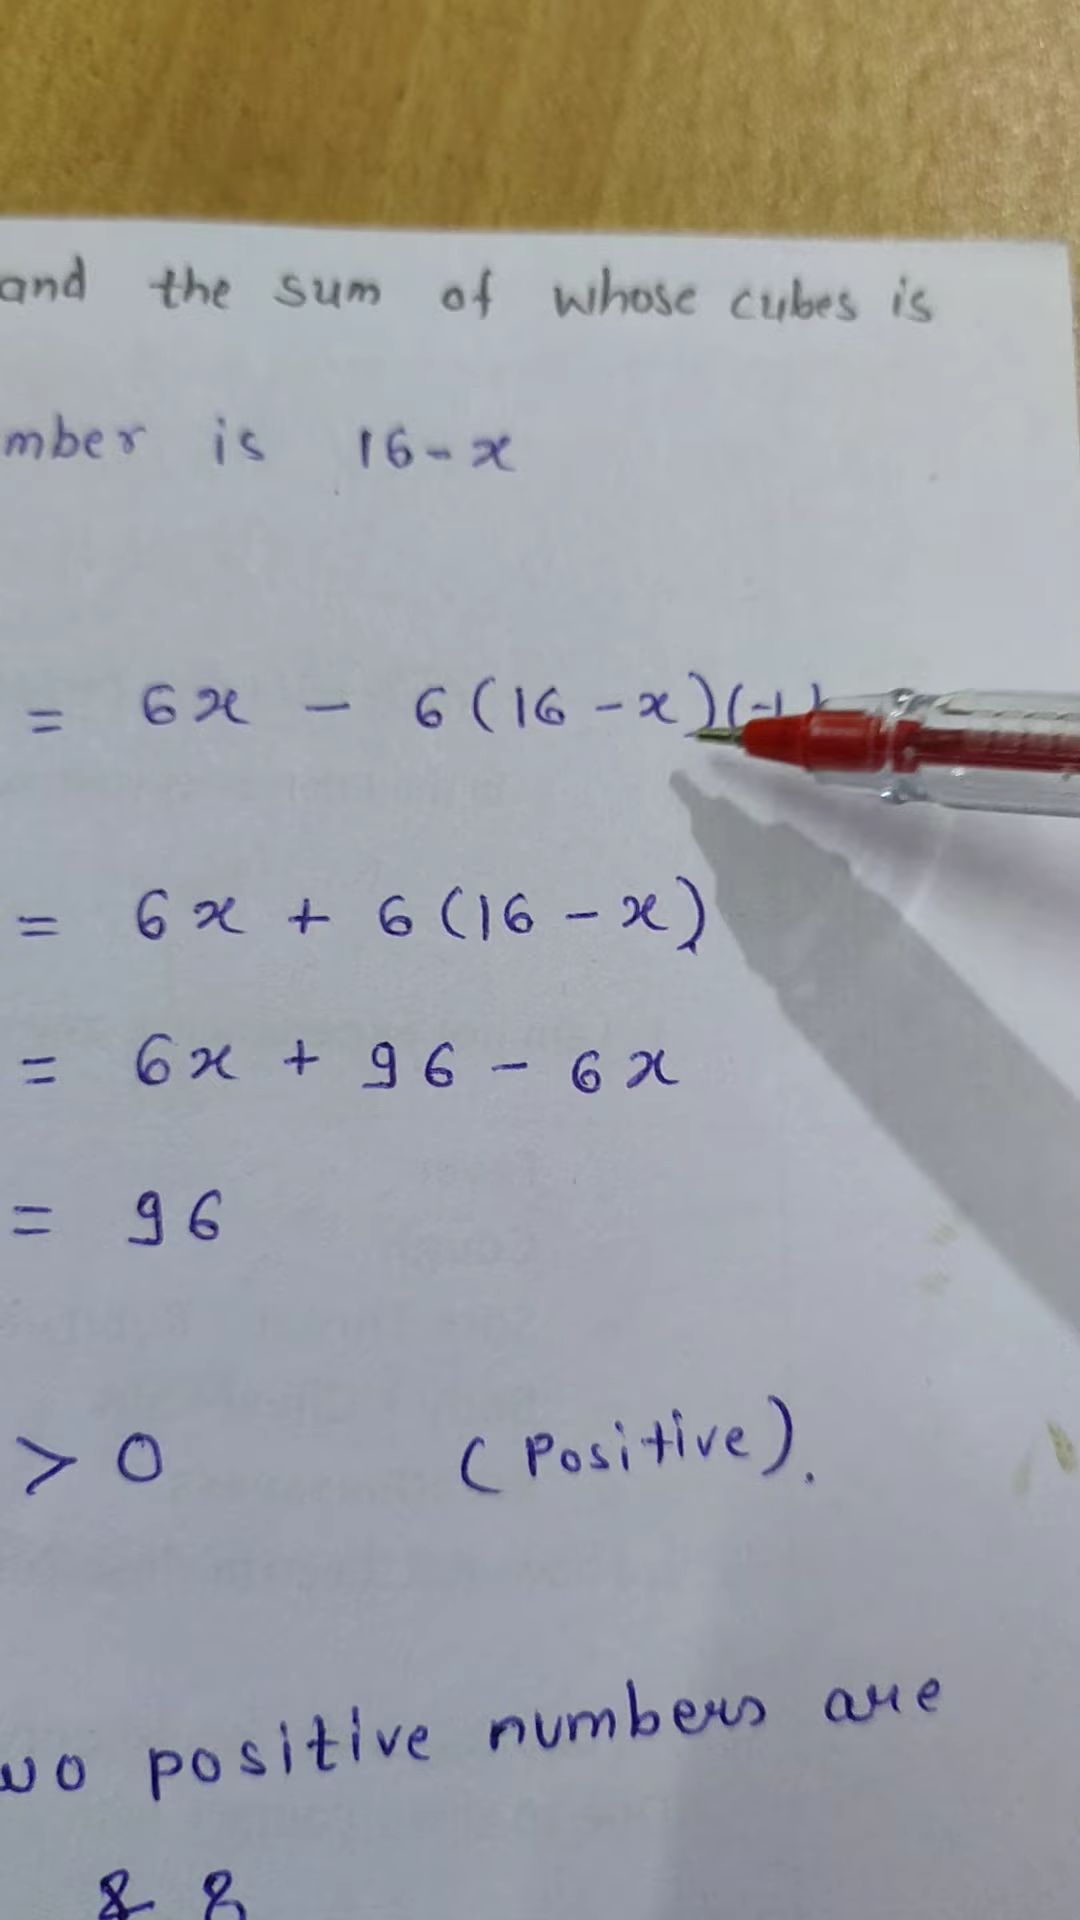 and the sum of whose cubes is
mber is 16-x
= 6x - 6(16-x)(-1)
= 6x + 6(16-x)
= 6x + 96 - 6x
= 96
> 0 (Positive).
wo positive numbers are
& 8